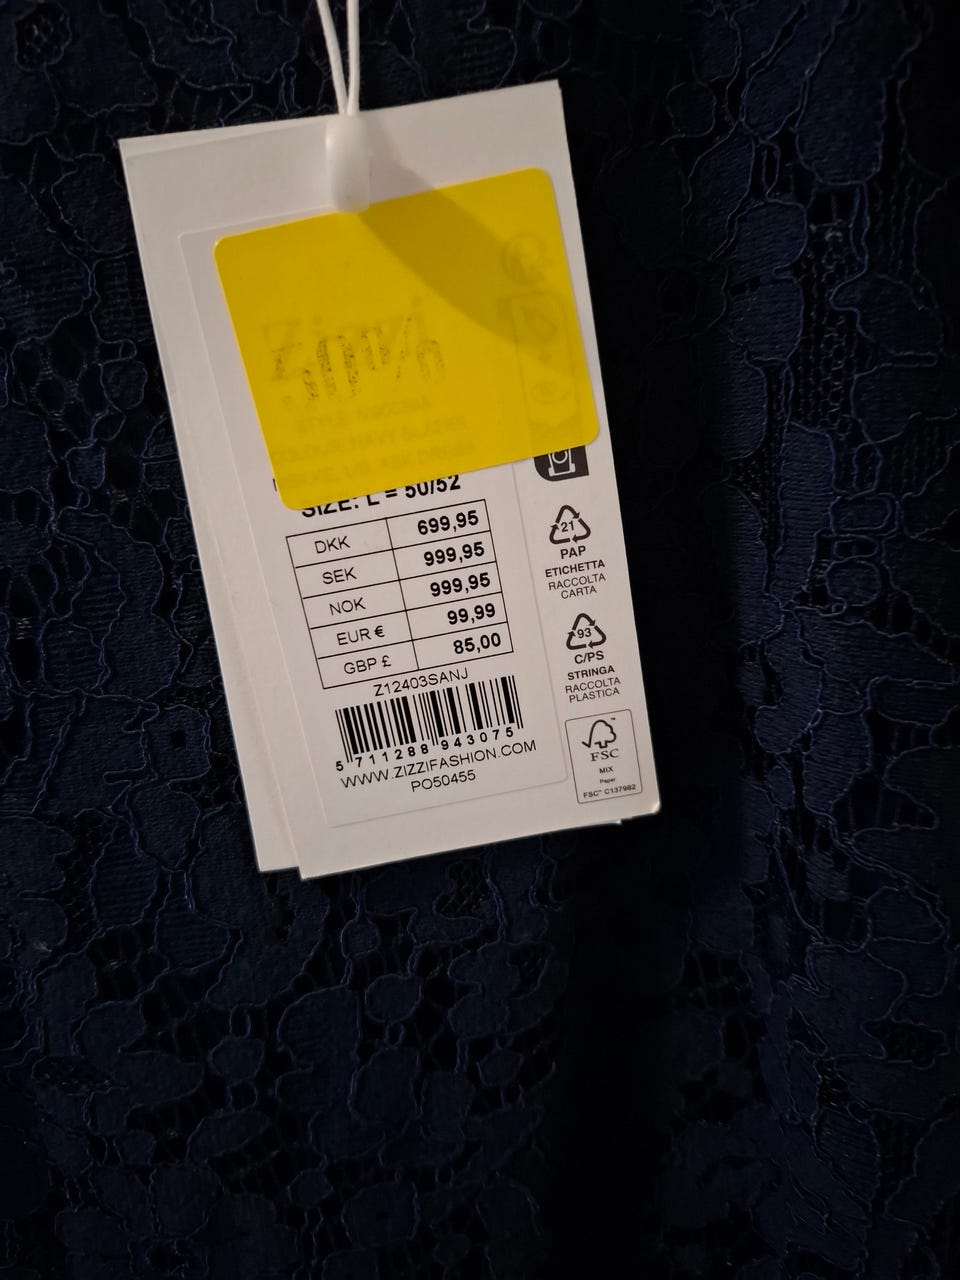 SIZE: L = 50/52
DKK 699,95
SEK 999,95
NOK 999,95
EUR € 99,99
GBP £ 85,00
Z12403SANJ
5 711288 943075
WWW.ZIZZIFASHION.COM
PO50455
21
PAP
ETICHETTA
RACCOLTA
CARTA
93
C/PS
STRINGA
RACCOLTA
PLASTICA
FSC™
MIX
Paper
FSC™ C137982